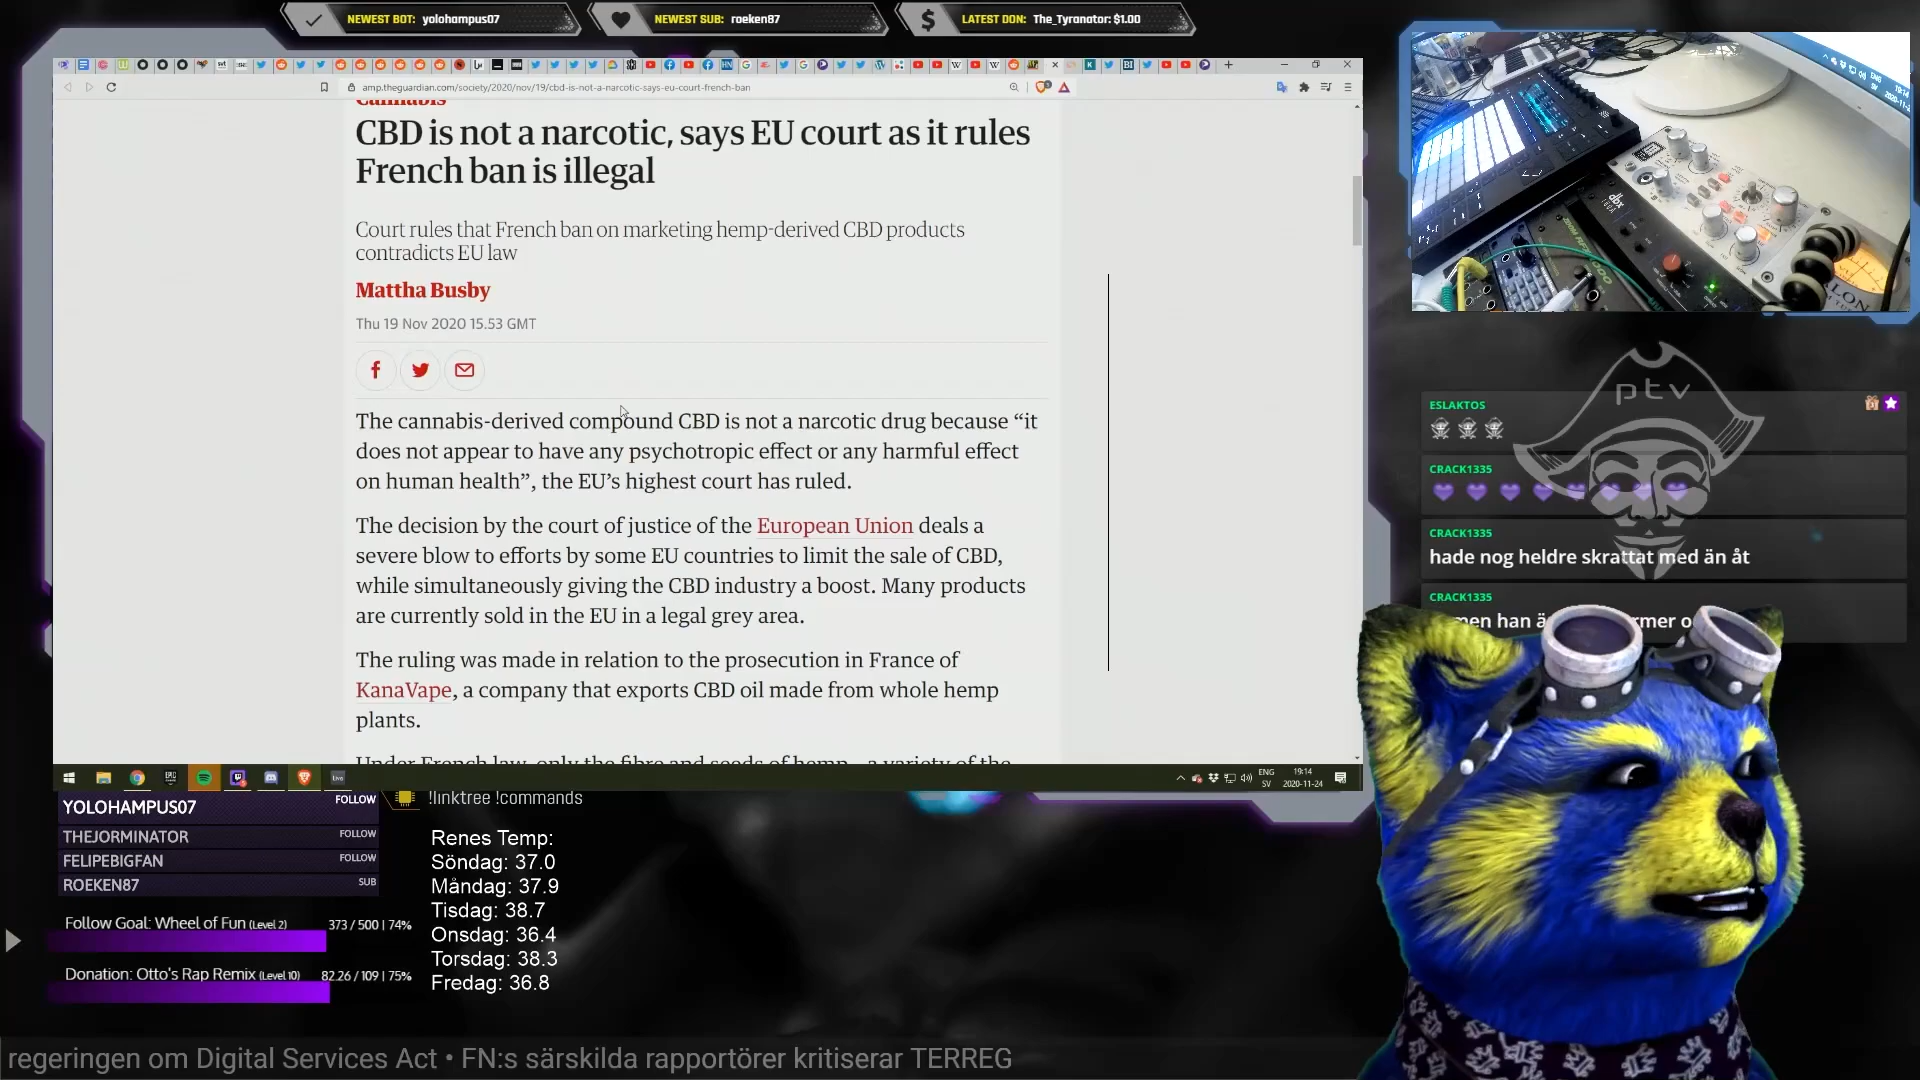 NEWEST BOT: yolohampus07
NEWEST SUB: roeken87
LATEST DON: The_Tyranator: $1.00
amp.theguardian.com/society/2020/nov/19/cbd-is-not-a-narcotic-says-eu-court-french-ban
Cannabis
CBD is not a narcotic, says EU court as it rules
French ban is illegal
Court rules that French ban on marketing hemp-derived CBD products
contradicts EU law
Mattha Busby
Thu 19 Nov 2020 15.53 GMT
The cannabis-derived compound CBD is not a narcotic drug because “it
does not appear to have any psychotropic effect or any harmful effect
on human health”, the EU’s highest court has ruled.
The decision by the court of justice of the European Union deals a
severe blow to efforts by some EU countries to limit the sale of CBD,
while simultaneously giving the CBD industry a boost. Many products
are currently sold in the EU in a legal grey area.
The ruling was made in relation to the prosecution in France of
KanaVape, a company that exports CBD oil made from whole hemp
plants.
Under French law, only the fibre and seeds of hemp – a variety of the
ENG
SV
19:14
2020-11-24
dbx
ptv
ESLAKTOS
CRACK1335
CRACK1335
hade nog heldre skrattat med än åt
CRACK1335
men han
YOLOHAMPUS07 FOLLOW
THEJORMINATOR FOLLOW
FELIPEBIGFAN FOLLOW
ROEKEN87 SUB
Follow Goal: Wheel of Fun (Level 2) 373 / 500 | 74%
Donation: Otto's Rap Remix (Level 10) 82.26 / 109 | 75%
!linktree !commands
Renes Temp:
Söndag: 37.0
Måndag: 37.9
Tisdag: 38.7
Onsdag: 36.4
Torsdag: 38.3
Fredag: 36.8
regeringen om Digital Services Act • FN:s särskilda rapportörer kritiserar TERREG